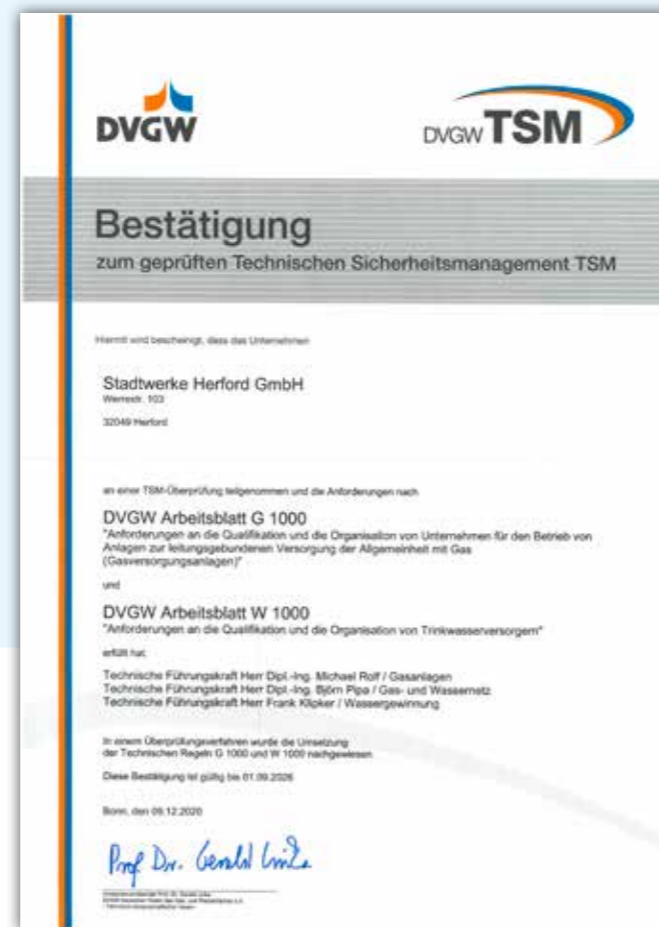 DVGW
DVGW TSM
Bestätigung
zum geprüften Technischen Sicherheitsmanagement TSM
Hiermit wird bescheinigt, dass das Unternehmen
Stadtwerke Herford GmbH
Werrestr. 103
32049 Herford
an einer TSM-Überprüfung teilgenommen und die Anforderungen nach
DVGW Arbeitsblatt G 1000
"Anforderungen an die Qualifikation und die Organisation von Unternehmen für den Betrieb von
Anlagen zur leitungsgebundenen Versorgung der Allgemeinheit mit Gas
(Gasversorgungsanlagen)"
und
DVGW Arbeitsblatt W 1000
"Anforderungen an die Qualifikation und die Organisation von Trinkwasserversorgern"
erfüllt hat.
Technische Führungskraft Herr Dipl.-Ing. Michael Rolf / Gasanlagen
Technische Führungskraft Herr Dipl.-Ing. Björn Pipa / Gas- und Wassernetz
Technische Führungskraft Herr Frank Klipker / Wassergewinnung
In einem Überprüfungsverfahren wurde die Umsetzung
der Technischen Regeln G 1000 und W 1000 nachgewiesen.
Diese Bestätigung ist gültig bis 01.09.2026
Bonn, den 09.12.2020
Prof. Dr. Gerald Linke